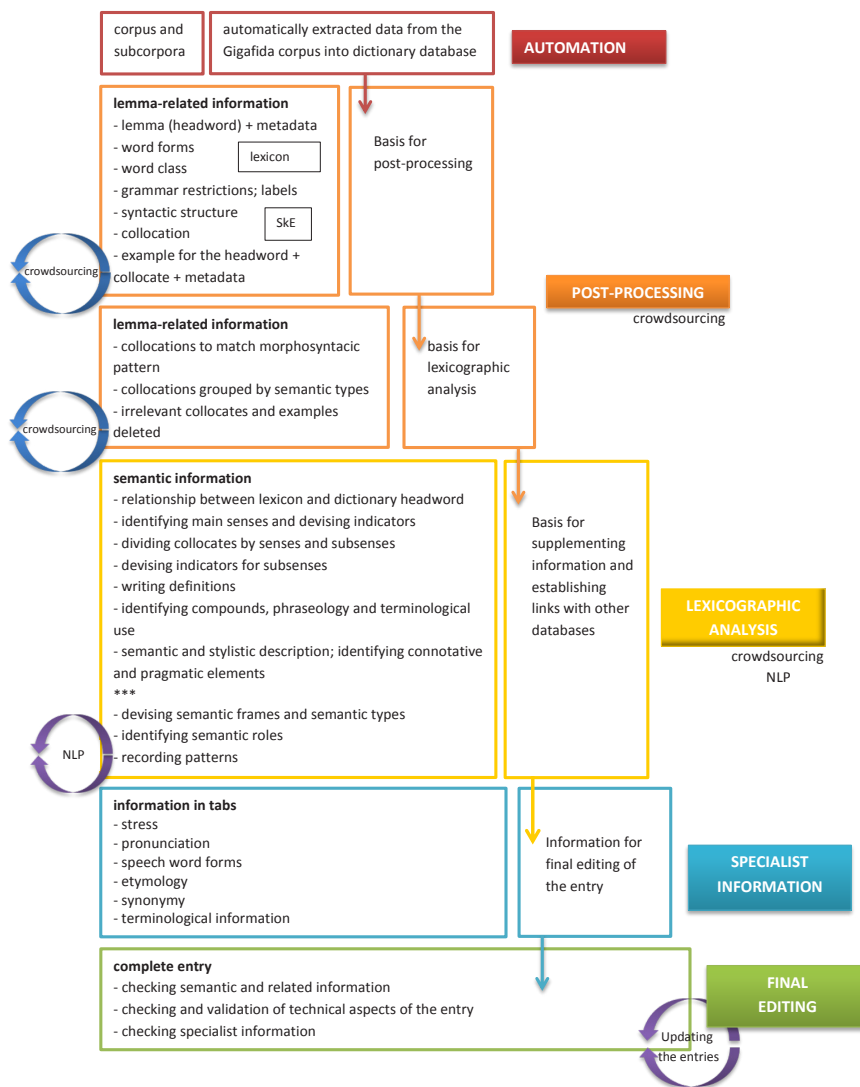 corpus and
subcorpora
automatically extracted data from the
Gigafida corpus into dictionary database
AUTOMATION
lemma-related information
- lemma (headword) + metadata
- word forms
- word class
- grammar restrictions; labels
- syntactic structure
- collocation
- example for the headword +
collocate + metadata
lexicon
SkE
Basis for
post-processing
crowdsourcing
POST-PROCESSING
crowdsourcing
lemma-related information
- collocations to match morphosyntacic
pattern
- collocations grouped by semantic types
- irrelevant collocates and examples
deleted
basis for
lexicographic
analysis
crowdsourcing
semantic information
- relationship between lexicon and dictionary headword
- identifying main senses and devising indicators
- dividing collocates by senses and subsenses
- devising indicators for subsenses
- writing definitions
- identifying compounds, phraseology and terminological
use
- semantic and stylistic description; identifying connotative
and pragmatic elements
***
- devising semantic frames and semantic types
- identifying semantic roles
- recording patterns
Basis for
supplementing
information and
establishing
links with other
databases
LEXICOGRAPHIC
ANALYSIS
crowdsourcing
NLP
NLP
information in tabs
- stress
- pronunciation
- speech word forms
- etymology
- synonymy
- terminological information
Information for
final editing of
the entry
SPECIALIST
INFORMATION
complete entry
- checking semantic and related information
- checking and validation of technical aspects of the entry
- checking specialist information
FINAL
EDITING
Updating
the entries